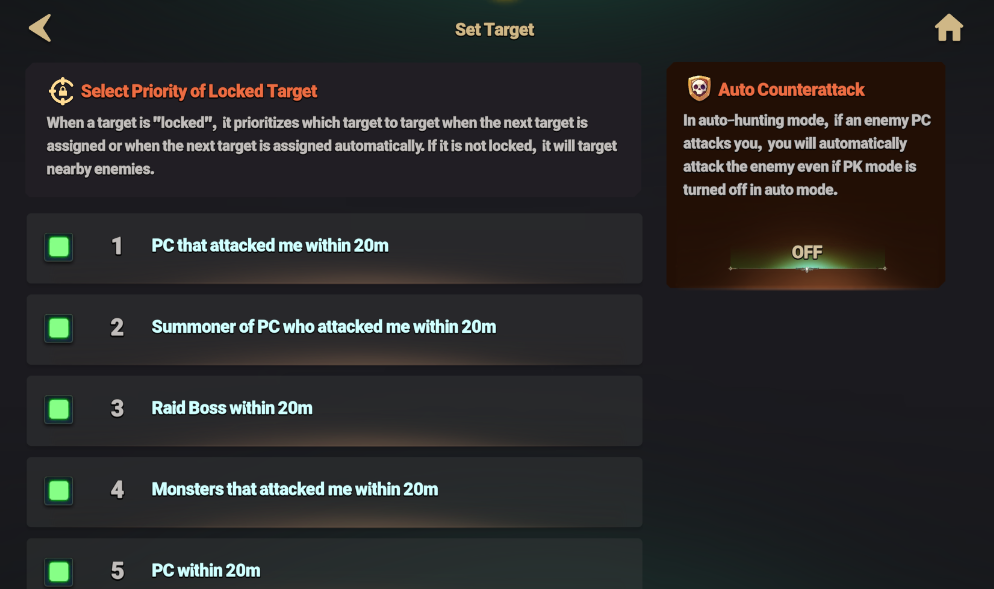 Set Target
Select Priority of Locked Target
When a target is "locked", it prioritizes which target to target when the next target is
assigned or when the next target is assigned automatically. If it is not locked, it will target
nearby enemies.
Auto Counterattack
In auto-hunting mode, if an enemy PC
attacks you, you will automatically
attack the enemy even if PK mode is
turned off in auto mode.
OFF
1 PC that attacked me within 20m
2 Summoner of PC who attacked me within 20m
3 Raid Boss within 20m
4 Monsters that attacked me within 20m
5 PC within 20m